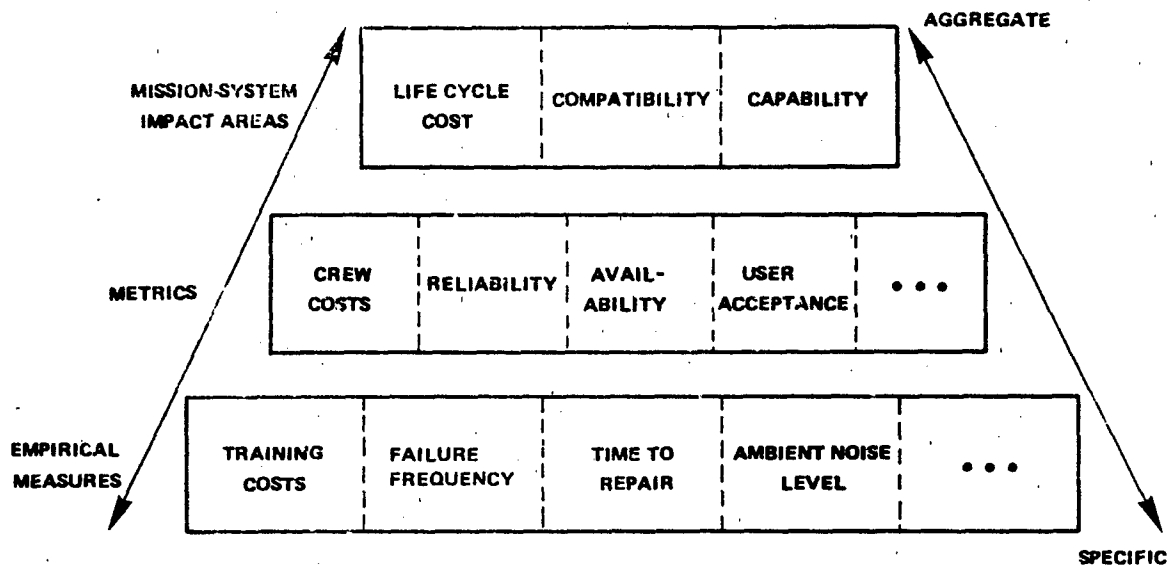 AGGREGATE
MISSION-SYSTEM
IMPACT AREAS
LIFE CYCLE
COST
COMPATIBILITY
CAPABILITY
METRICS
CREW
COSTS
RELIABILITY
AVAIL-
ABILITY
USER
ACCEPTANCE
• • •
EMPIRICAL
MEASURES
TRAINING
COSTS
FAILURE
FREQUENCY
TIME TO
REPAIR
AMBIENT NOISE
LEVEL
• • •
SPECIFIC